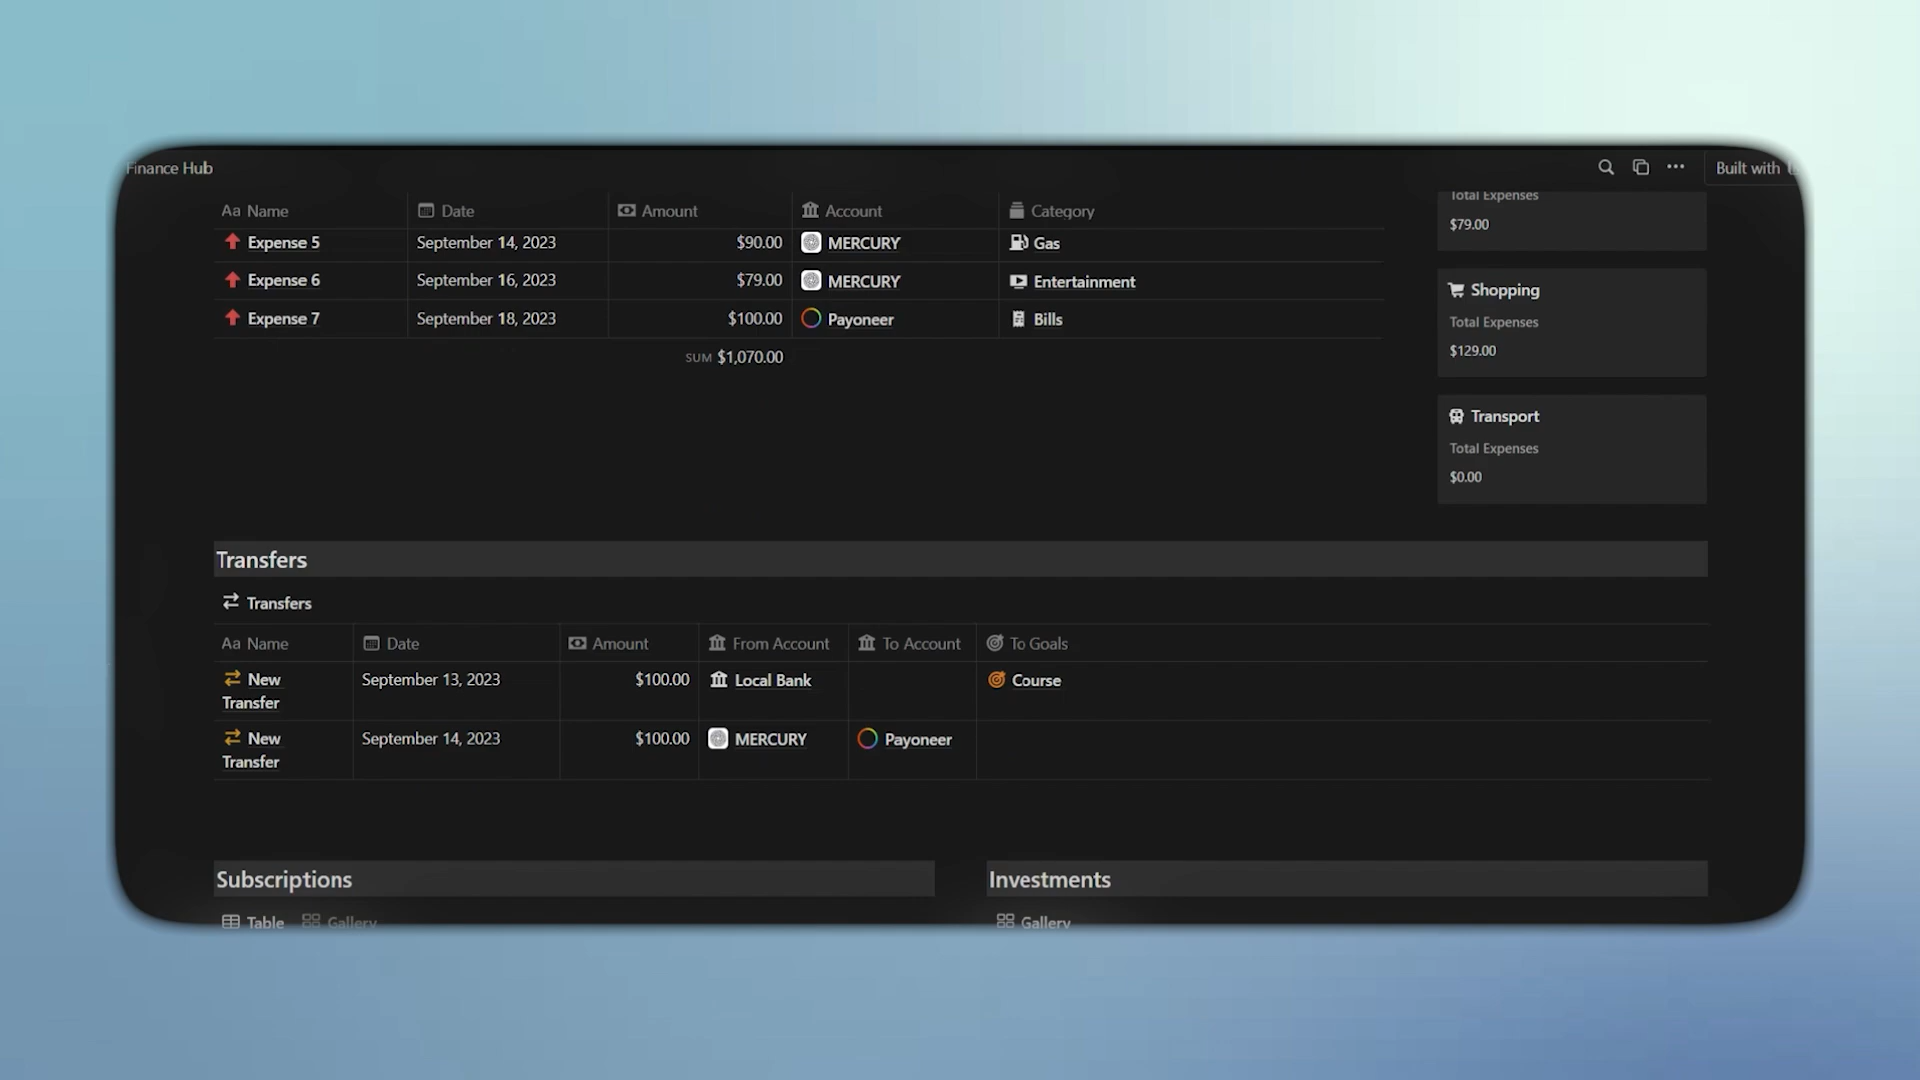 Finance Hub
Built with
Aa Name Date Amount Account Category
Expense 5 September 14, 2023 $90.00 MERCURY Gas
Expense 6 September 16, 2023 $79.00 MERCURY Entertainment
Expense 7 September 18, 2023 $100.00 Payoneer Bills
SUM $1,070.00
Total Expenses
$79.00
Shopping
Total Expenses
$129.00
Transport
Total Expenses
$0.00
Transfers
Transfers
Aa Name Date Amount From Account To Account To Goals
New Transfer September 13, 2023 $100.00 Local Bank Course
New Transfer September 14, 2023 $100.00 MERCURY Payoneer
Subscriptions
Table Gallery
Investments
Gallery